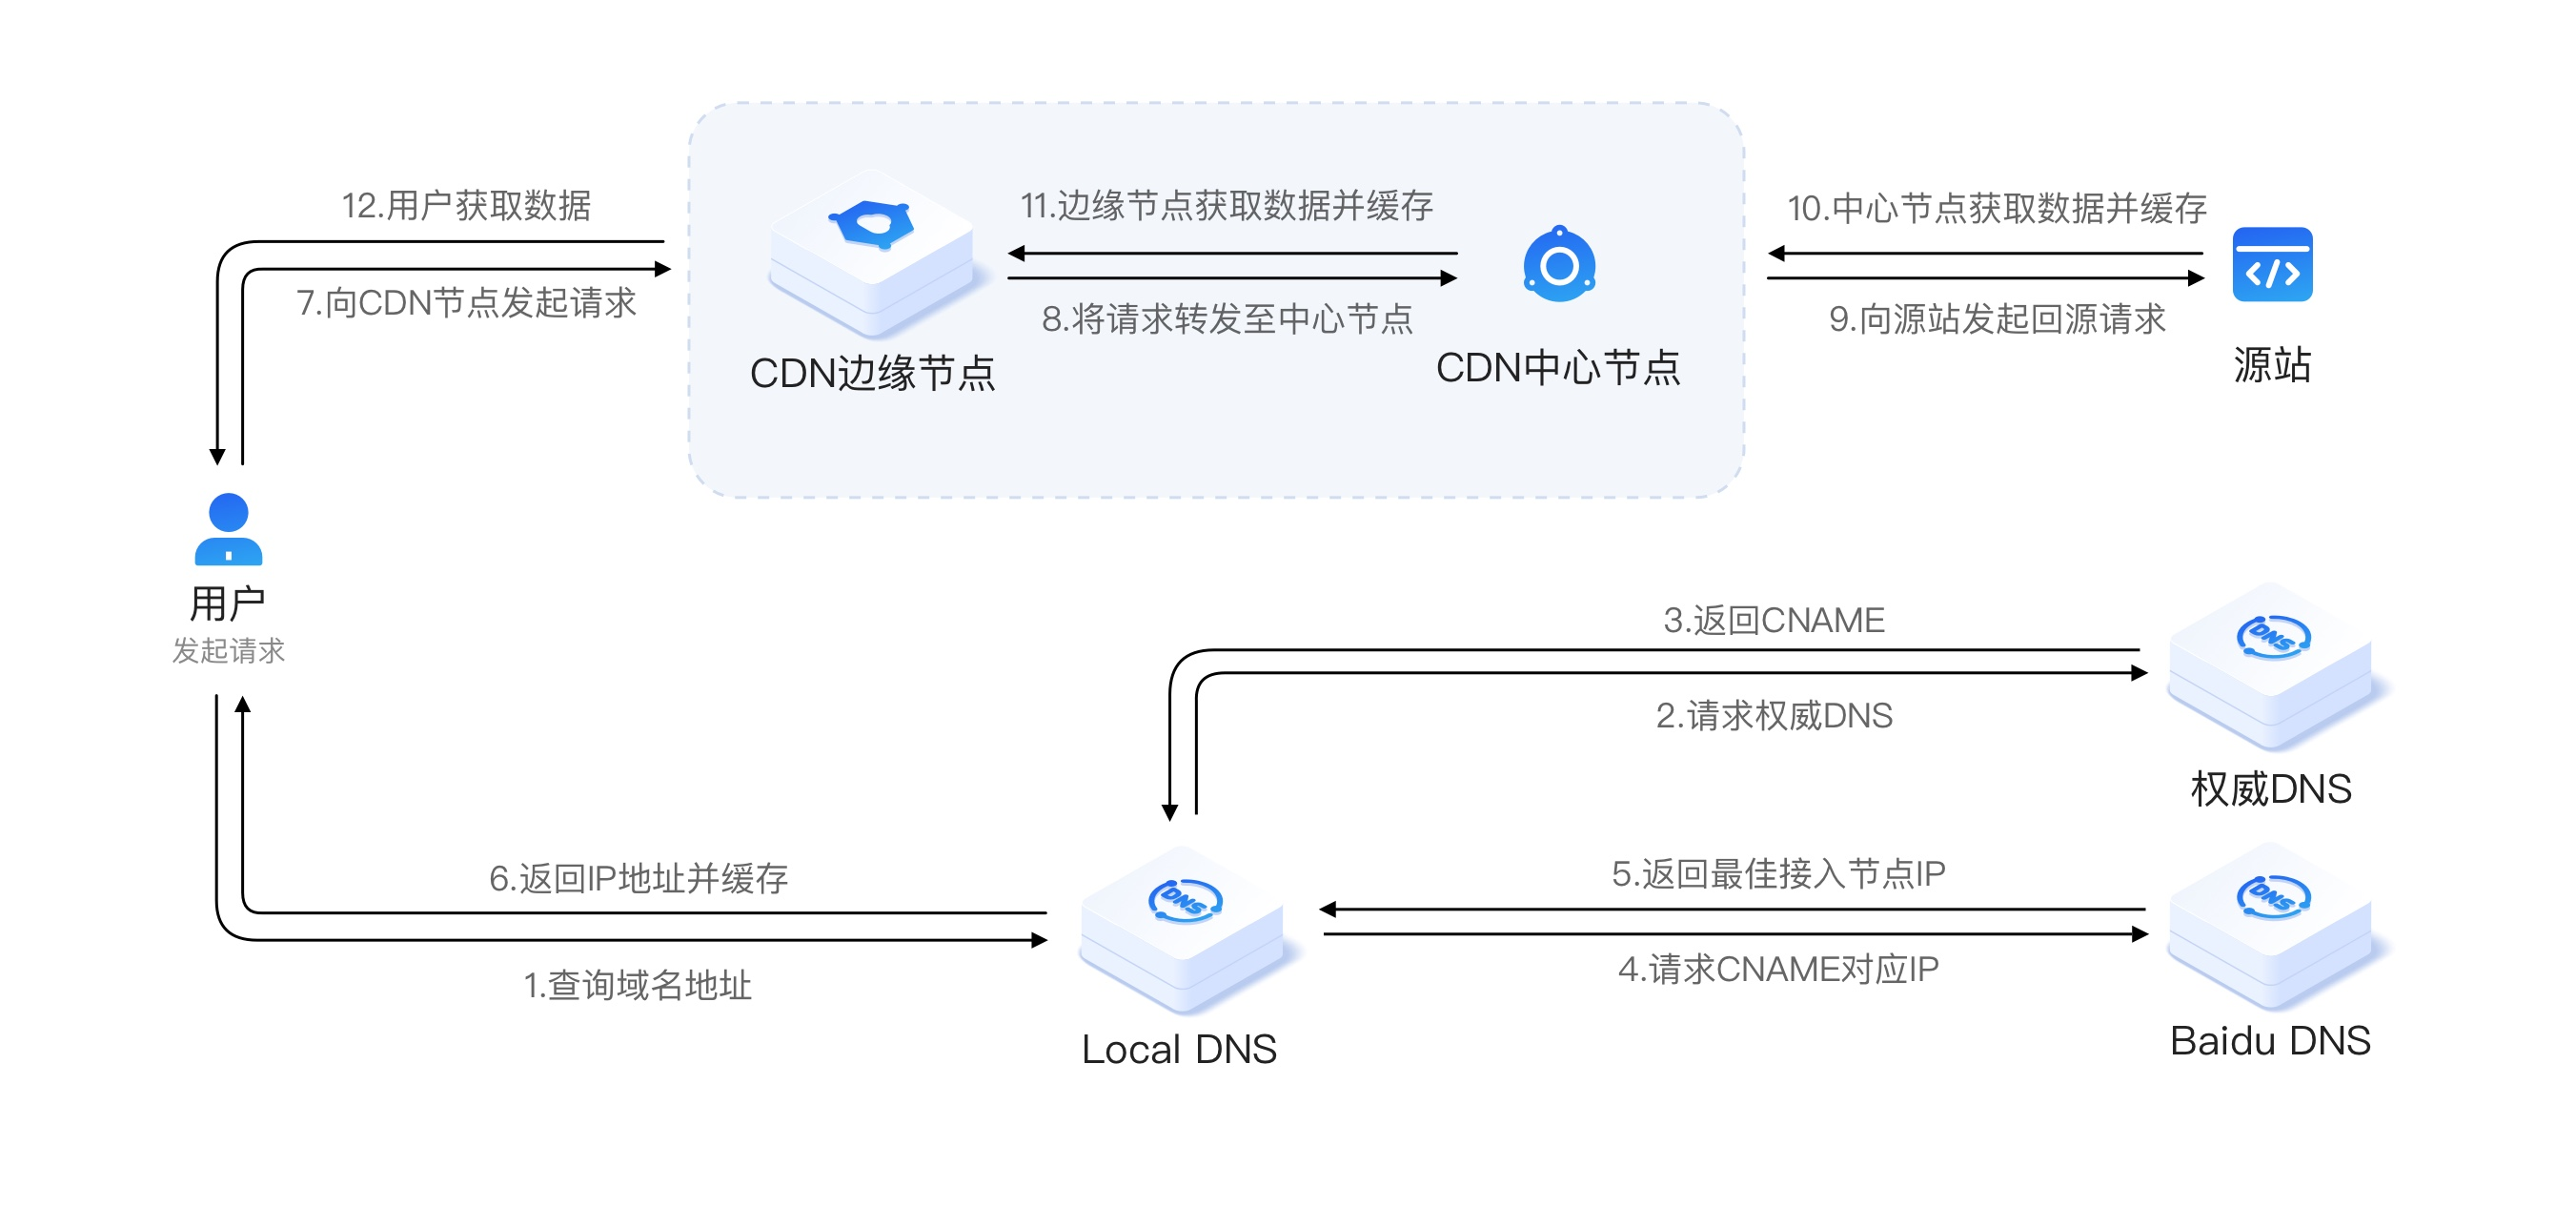 12.用户获取数据
7.向CDN节点发起请求
11.边缘节点获取数据并缓存
8.将请求转发至中心节点
CDN边缘节点
CDN中心节点
10.中心节点获取数据并缓存
9.向源站发起回源请求
源站
用户
发起请求
3.返回CNAME
2.请求权威DNS
DNS
权威DNS
6.返回IP地址并缓存
1.查询域名地址
DNS
Local DNS
5.返回最佳接入节点IP
4.请求CNAME对应IP
DNS
Baidu DNS